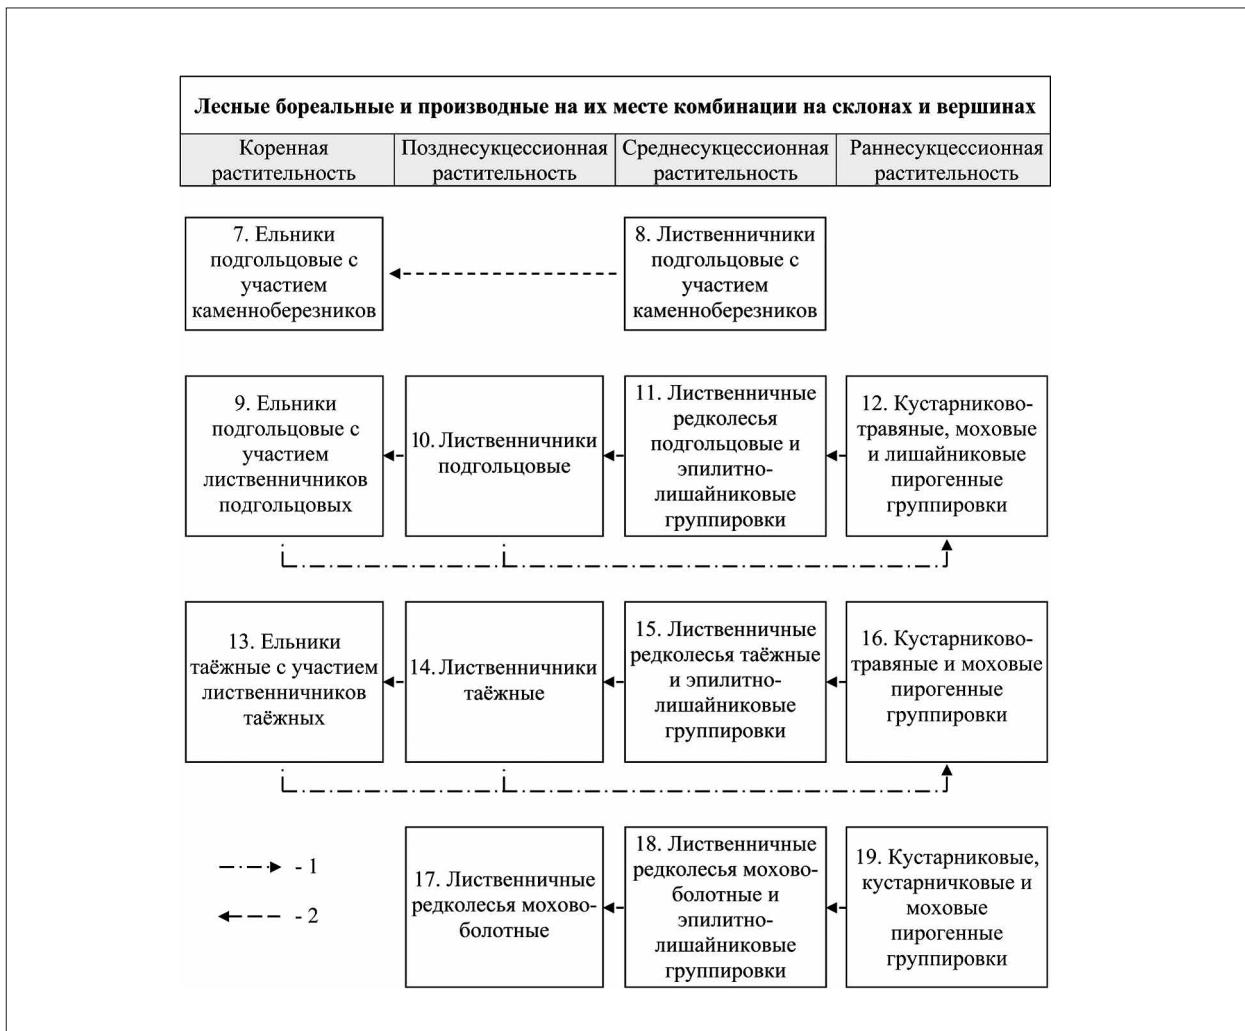 Лесные бореальные и производные на их месте комбинации на склонах и вершинах
Коренная
растительность
Позднесукцессионная
растительность
Среднесукцессионная
растительность
Раннесукцессионная
растительность
7. Ельники
подгольцовые с
участием
каменноберезников
8. Лиственничники
подгольцовые с
участием
каменноберезников
9. Ельники
подгольцовые с
участием
лиственничников
подгольцовых
10. Лиственничники
подгольцовые
11. Лиственничные
редколесья
подгольцовые и
эпилитно-
лишайниковые
группировки
12. Кустарниково-
травяные, моховые
и лишайниковые
пирогенные
группировки
13. Ельники
таёжные с участием
лиственничников
таёжных
14. Лиственничники
таёжные
15. Лиственничные
редколесья таёжные
и эпилитно-
лишайниковые
группировки
16. Кустарниково-
травяные и моховые
пирогенные
группировки
- 1
- 2
17. Лиственничные
редколесья мохово-
болотные
18. Лиственничные
редколесья мохово-
болотные и
эпилитно-
лишайниковые
группировки
19. Кустарниковые,
кустарничковые и
моховые
пирогенные
группировки